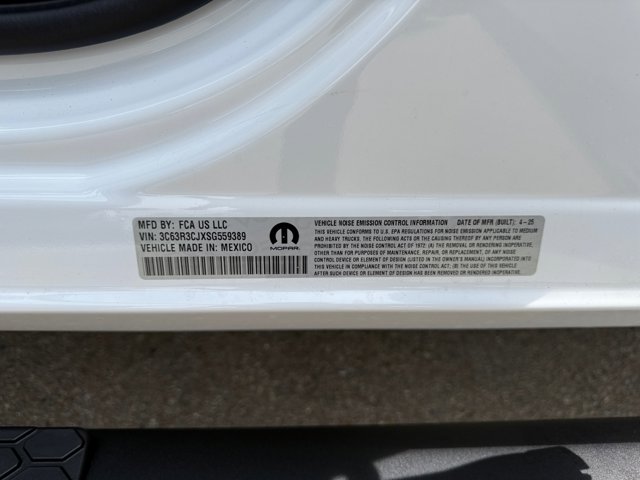 MFD BY: FCA US LLC
VIN: 3C63R3CJXSG559389
VEHICLE MADE IN: MEXICO
MOPAR
VEHICLE NOISE EMISSION CONTROL INFORMATION DATE OF MFR (BUILT): 4-25
THIS VEHICLE CONFORMS TO U.S. EPA REGULATIONS FOR NOISE EMISSION APPLICABLE TO MEDIUM
AND HEAVY TRUCKS, THE FOLLOWING ACTS OR THE CAUSING THEREOF BY ANY PERSON ARE
PROHIBITED BY THE NOISE CONTROL ACT OF 1972: (A) THE REMOVAL OR RENDERING INOPERATIVE,
OTHER THAN FOR PURPOSES OF MAINTENANCE, REPAIR, OR REPLACEMENT, OF ANY NOISE
CONTROL DEVICE OR ELEMENT OF DESIGN (LISTED IN THE OWNER'S MANUAL) INCORPORATED INTO
THIS VEHICLE IN COMPLIANCE WITH THE NOISE CONTROL ACT; (B) THE USE OF THIS VEHICLE
AFTER SUCH DEVICE OR ELEMENT OF DESIGN HAS BEEN REMOVED OR RENDERED INOPERATIVE.